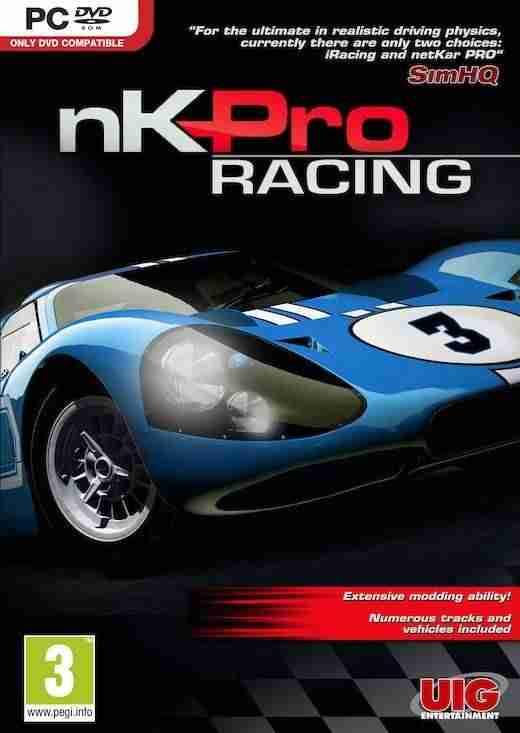 PC DVD
ROM
ONLY DVD COMPATIBLE
"For the ultimate in realistic driving physics,
currently there are only two choices:
iRacing and netKar PRO"
SimHQ
nKPro
RACING
3
Extensive modding ability!
Numerous tracks and
vehicles included
3
www.pegi.info
UIG
ENTERTAINMENT